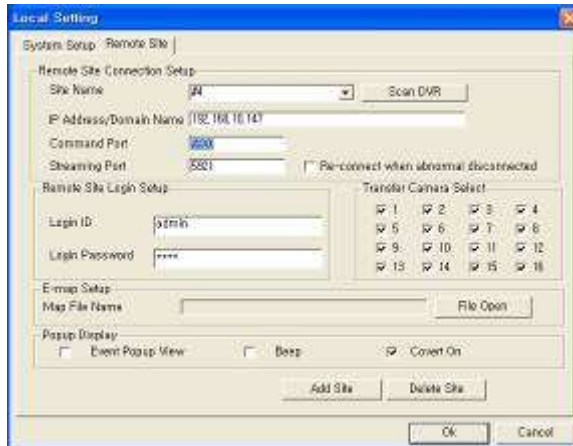 Local Setting
System Setup Remote Site
Remote Site Connection Setup
Site Name Scan DVR
IP Address/Domain Name 192,168,10,147
Command Port
Streaming Port 5921 Re-connect when abnormal disconnected
Remote Site Login Setup Transfer Camera Select
1 2 3 4
Login ID admin 5 6 7 8
9 10 11 12
Login Password ****
13 14 15 16
E-map Setup
Map File Name File Open
Popup Display
Event Popup View Beep Covert On
Add Site Delete Site
Ok Cancel